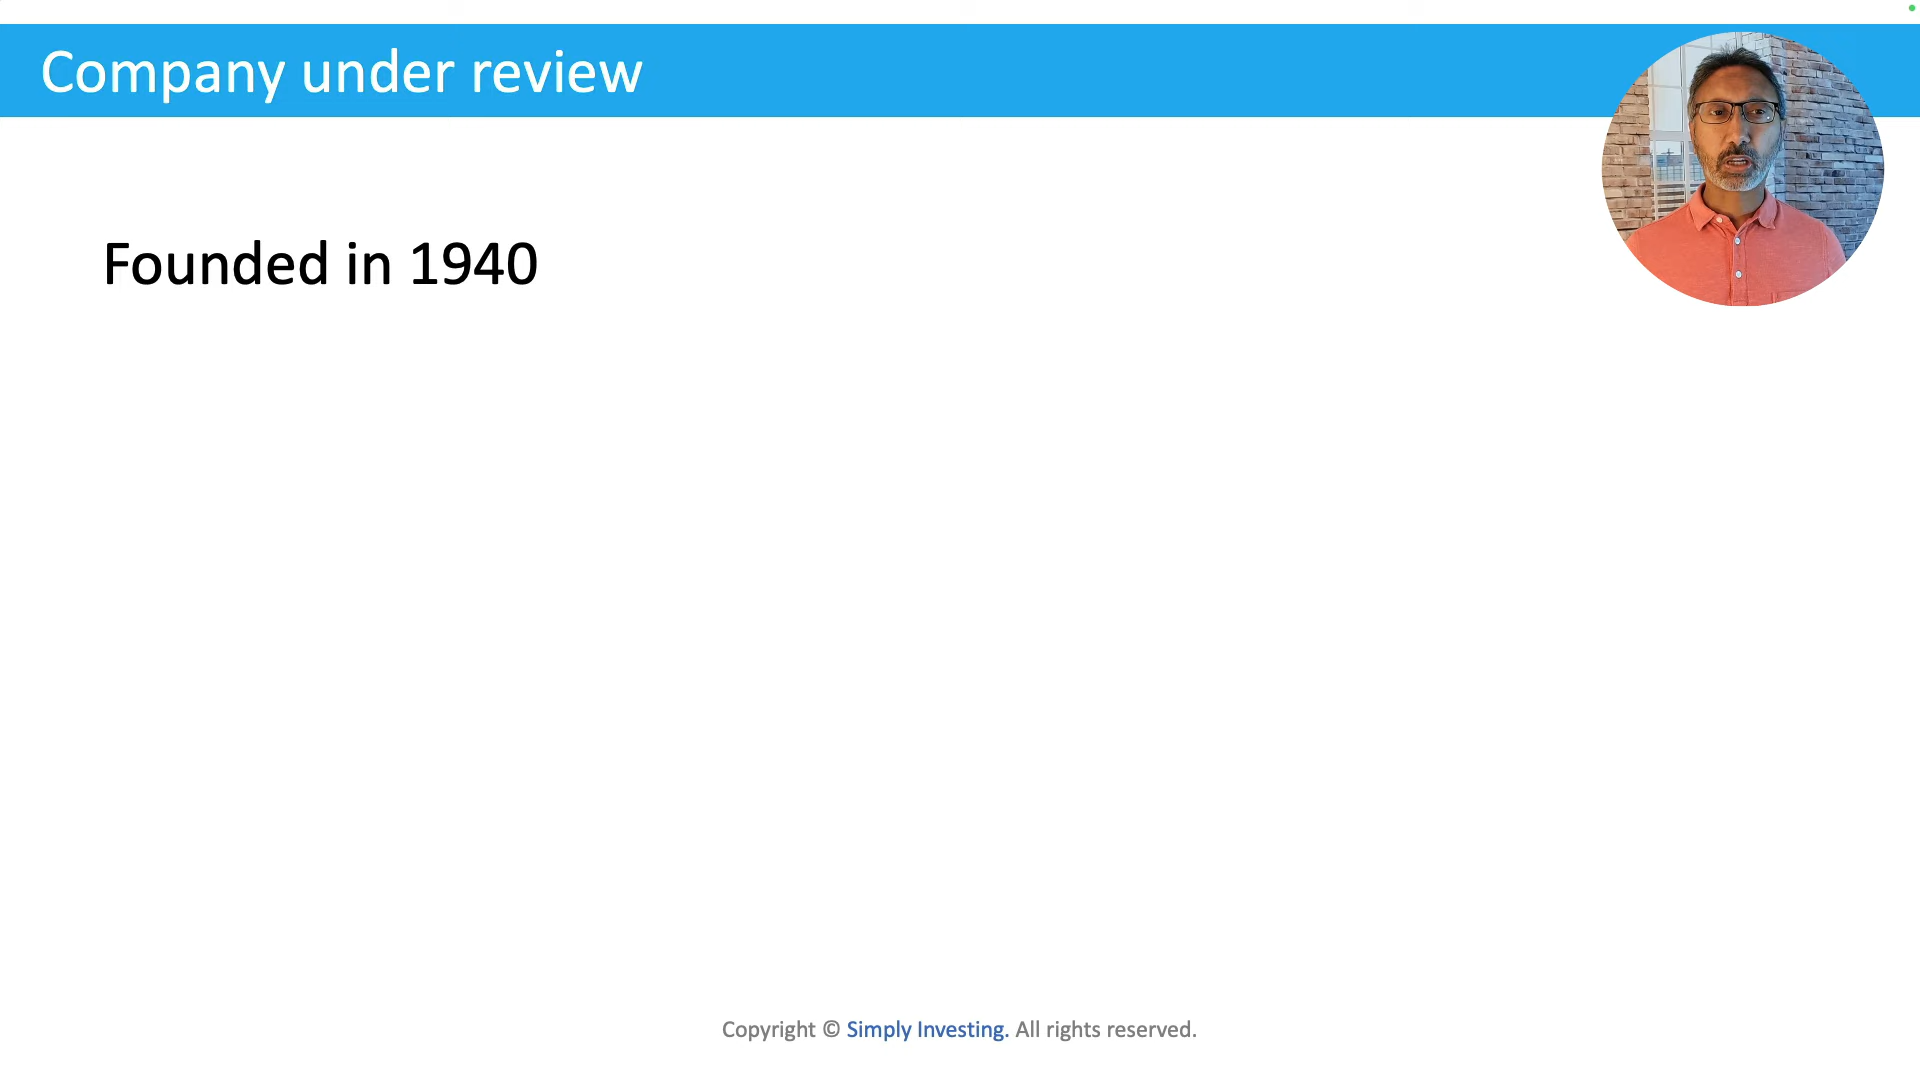 Company under review
Founded in 1940
Copyright © Simply Investing. All rights reserved.